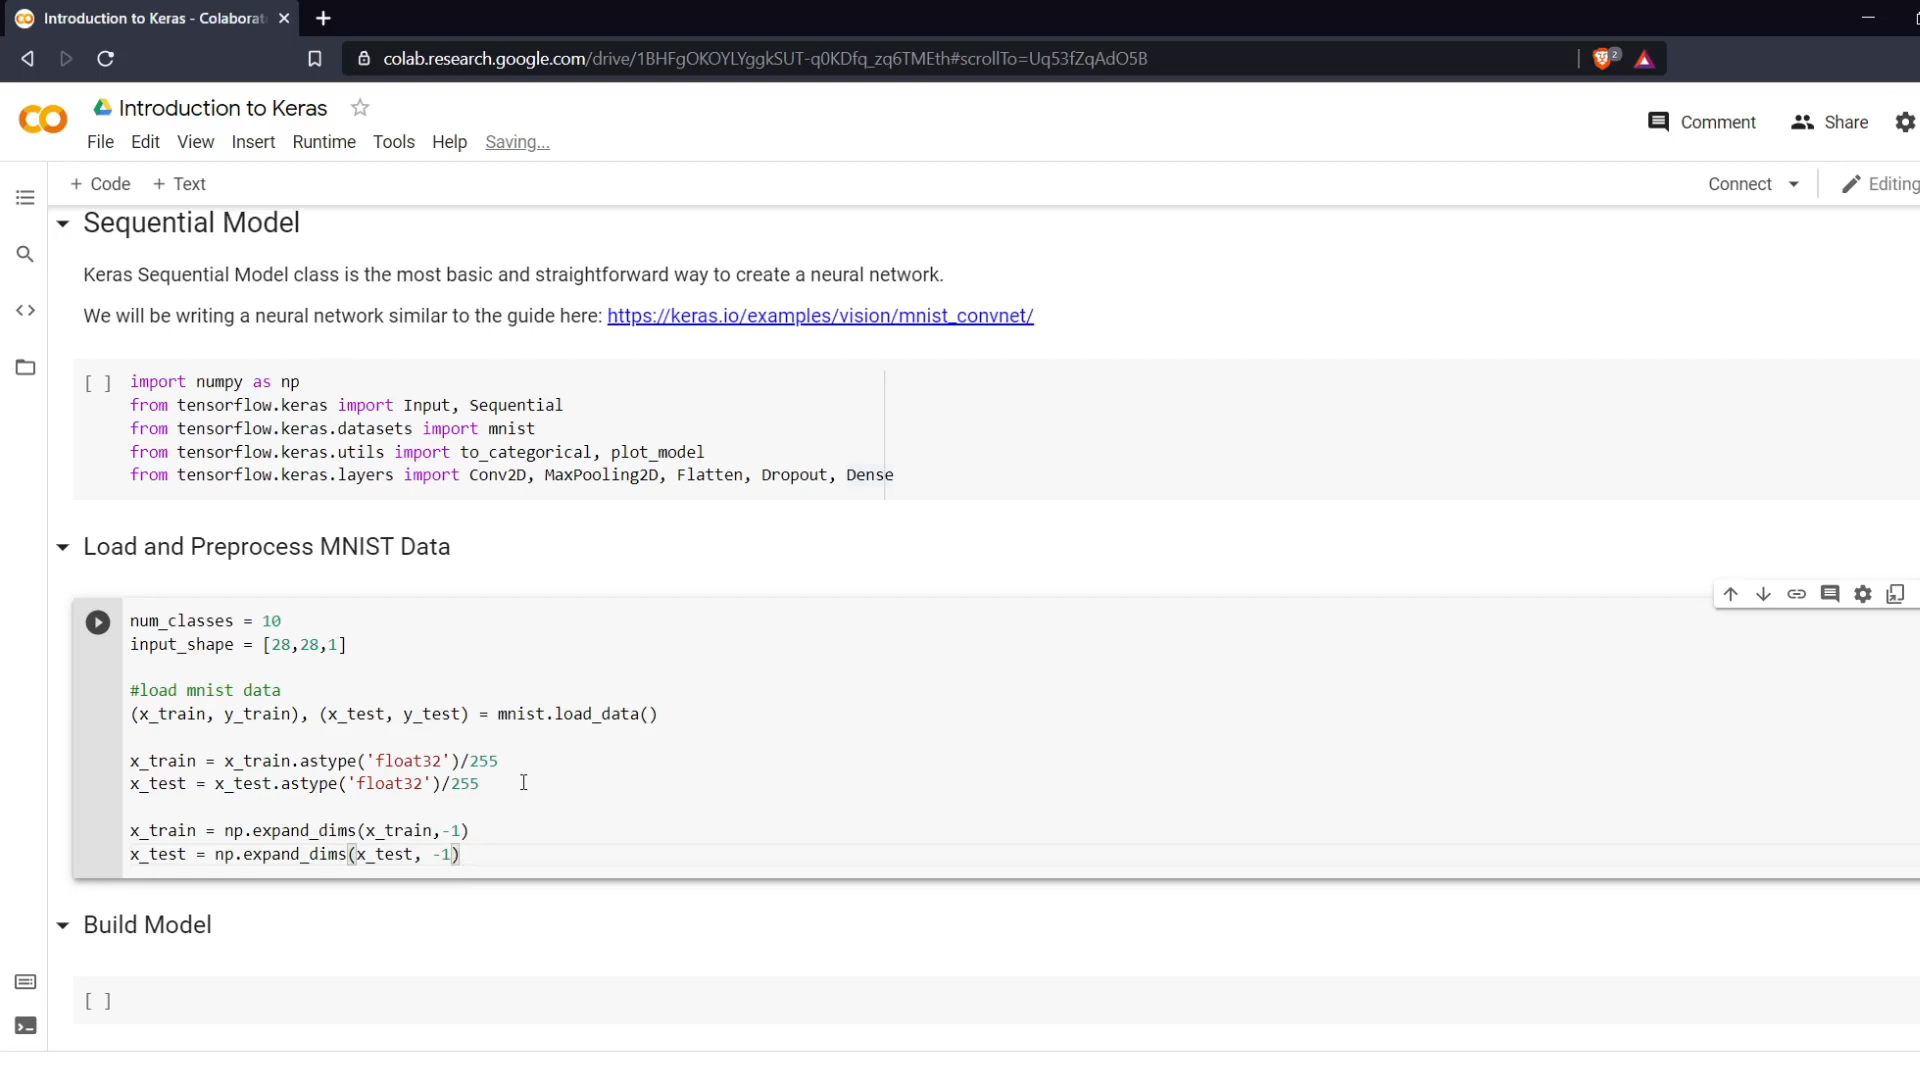 Introduction to Keras - Colaborat
colab.research.google.com/drive/1BHFgOKOYLYggkSUT-q0KDfq_zq6TMEth#scrollTo=Uq53fZqAdO5B
2
Introduction to Keras
File Edit View Insert Runtime Tools Help Saving...
Comment Share
+ Code + Text
Connect Editing
Sequential Model
Keras Sequential Model class is the most basic and straightforward way to create a neural network.
We will be writing a neural network similar to the guide here: https://keras.io/examples/vision/mnist_convnet/
[ ] import numpy as np
from tensorflow.keras import Input, Sequential
from tensorflow.keras.datasets import mnist
from tensorflow.keras.utils import to_categorical, plot_model
from tensorflow.keras.layers import Conv2D, MaxPooling2D, Flatten, Dropout, Dense
Load and Preprocess MNIST Data
num_classes = 10
input_shape = [28,28,1]
#load mnist data
(x_train, y_train), (x_test, y_test) = mnist.load_data()
x_train = x_train.astype('float32')/255
x_test = x_test.astype('float32')/255
x_train = np.expand_dims(x_train,-1)
x_test = np.expand_dims(x_test, -1)
Build Model
[ ]